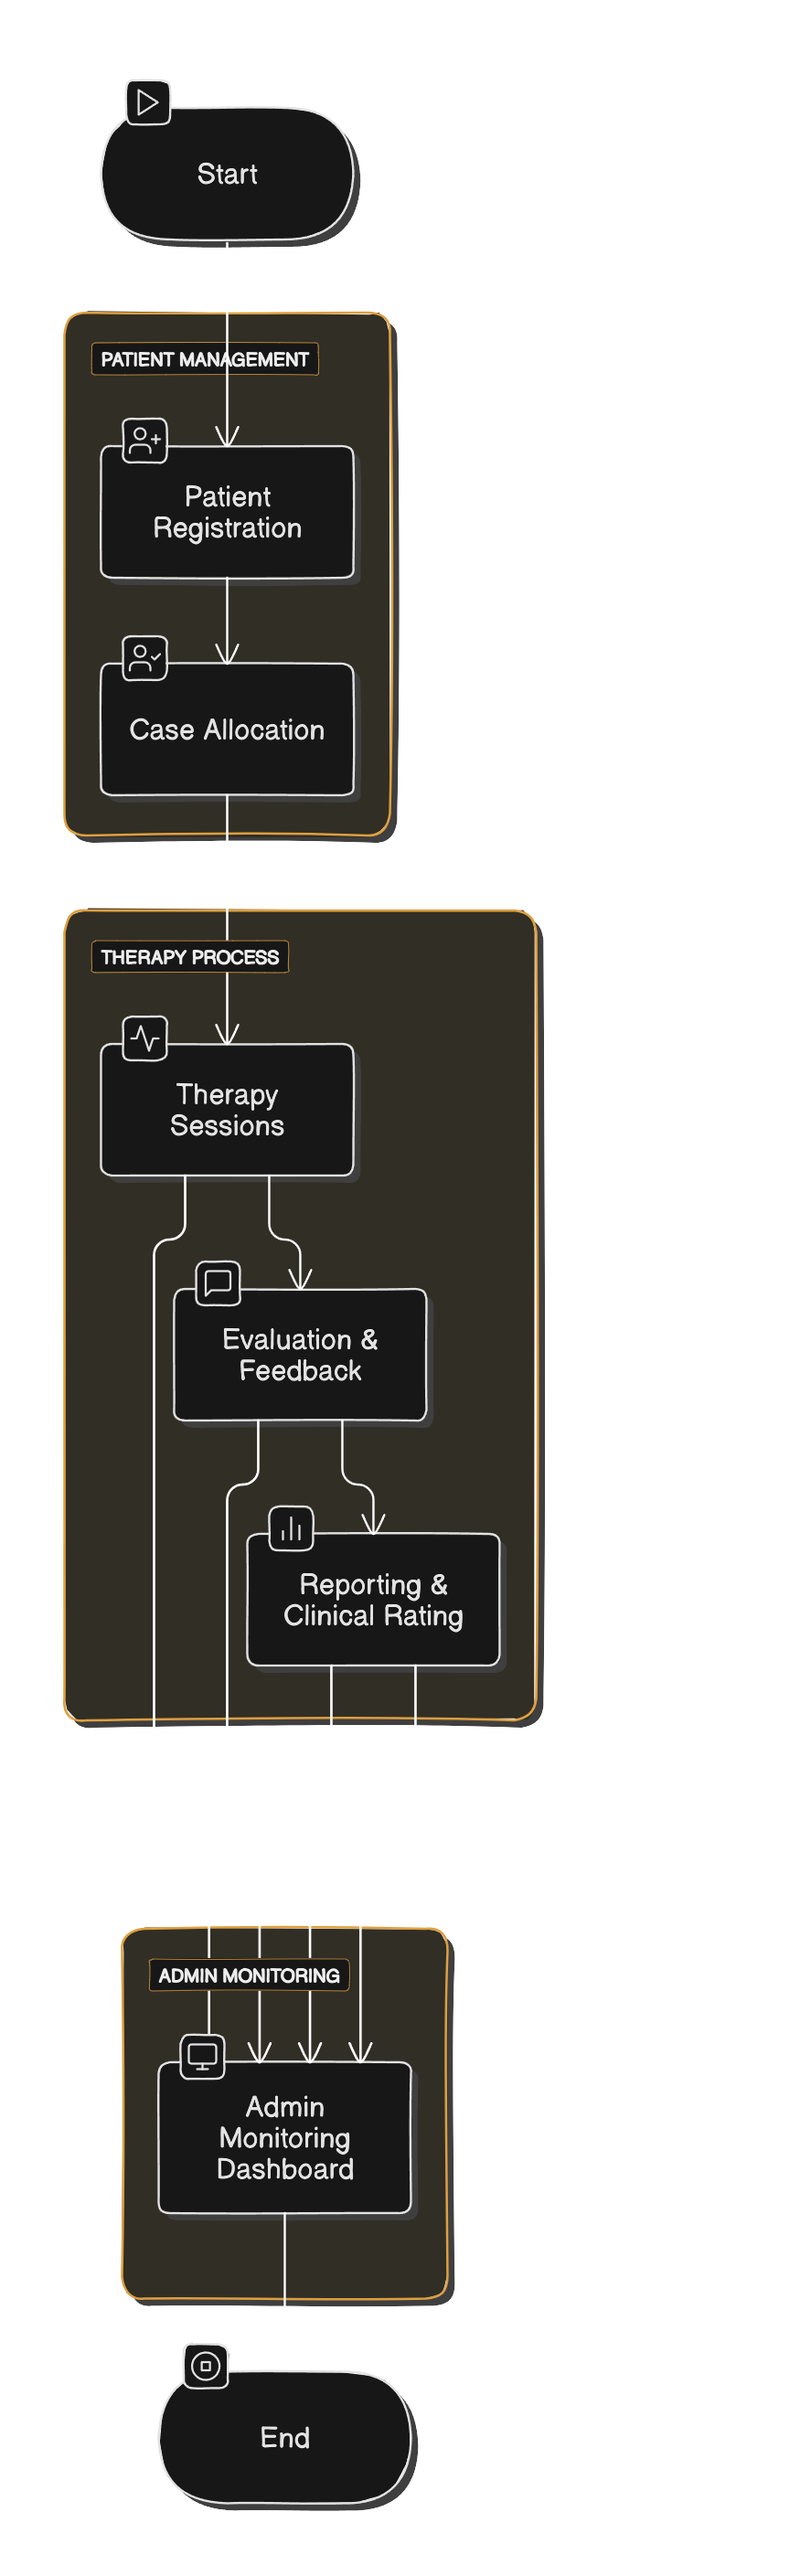 Start
PATIENT MANAGEMENT
Patient
Registration
Case Allocation
THERAPY PROCESS
Therapy
Sessions
Evaluation &
Feedback
Reporting &
Clinical Rating
ADMIN MONITORING
Admin
Monitoring
Dashboard
End